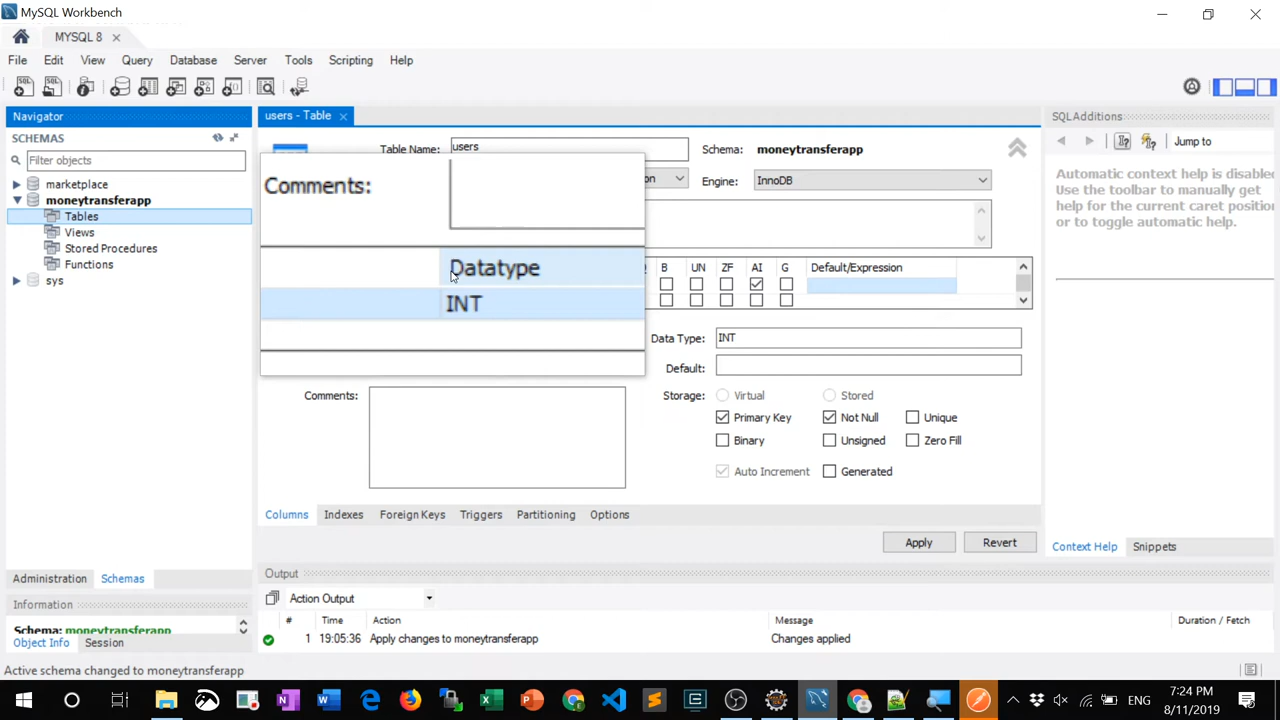 MySQL Workbench
MYSQL 8
File Edit View Query Database Server Tools Scripting Help
Navigator
SCHEMAS
Filter objects
marketplace
moneytransferapp
Tables
Views
Stored Procedures
Functions
sys
Administration Schemas
Information
Schema: moneytransferapp
Object Info Session
users - Table
Table Name: users
Schema: moneytransferapp
on
Engine: InnoDB
Comments:
Datatype
INT
B UN ZF AI G Default/Expression
Data Type: INT
Default:
Comments:
Storage: Virtual Stored
Primary Key Not Null Unique
Binary Unsigned Zero Fill
Auto Increment Generated
Columns Indexes Foreign Keys Triggers Partitioning Options
Apply Revert
SQLAdditions
Jump to
Automatic context help is disabled
Use the toolbar to manually get
help for the current caret position
or to toggle automatic help.
Context Help Snippets
Output
Action Output
# Time Action Message Duration / Fetch
1 19:05:36 Apply changes to moneytransferapp Changes applied
Active schema changed to moneytransferapp
ENG
7:24 PM
8/11/2019